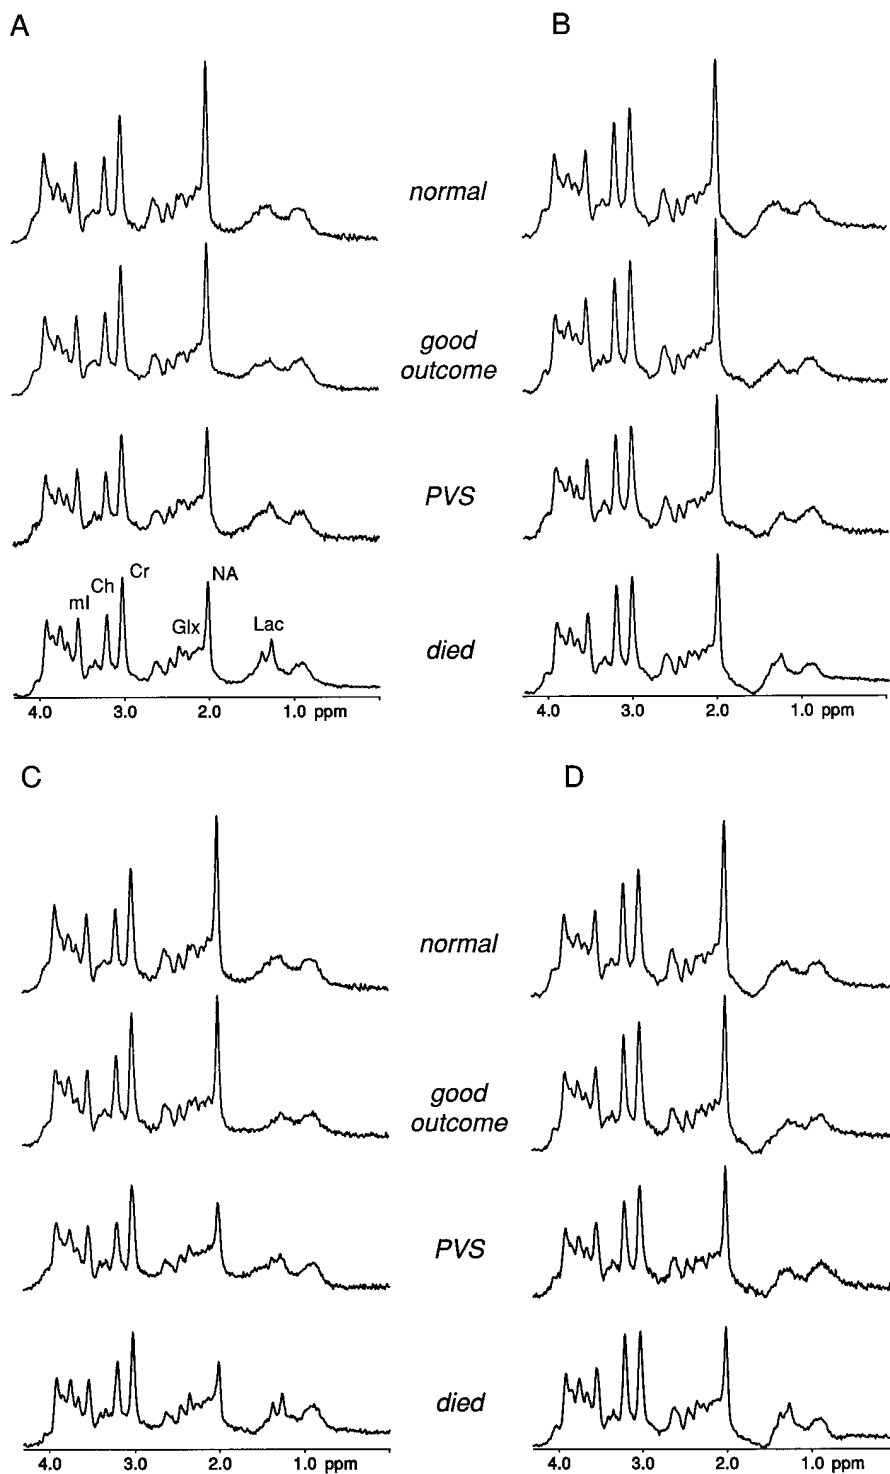 A
B
normal
good
outcome
PVS
mI
Ch
Cr
Glx
NA
Lac
died
4.0 3.0 2.0 1.0 ppm
4.0 3.0 2.0 1.0 ppm
C
D
normal
good
outcome
PVS
died
4.0 3.0 2.0 1.0 ppm
4.0 3.0 2.0 1.0 ppm